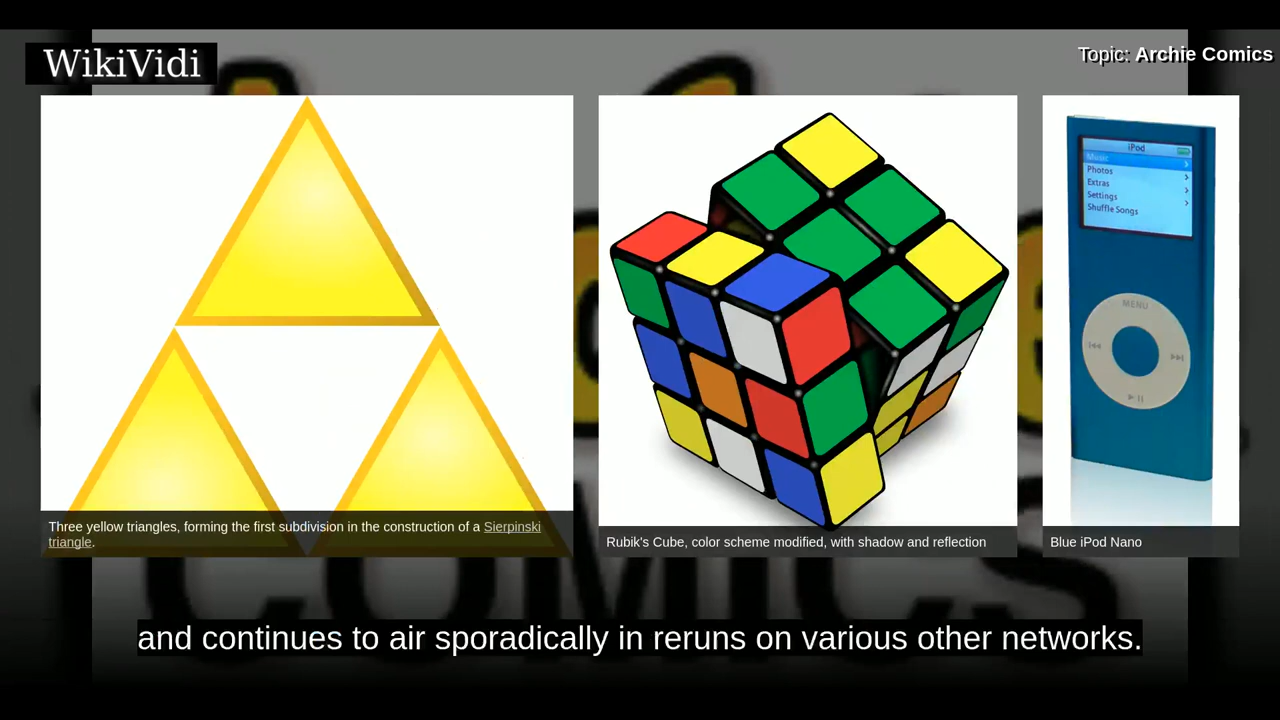 WikiVidi
Topic: Archie Comics
iPod
Music
Photos
Extras
Settings
Shuffle Songs
MENU
Three yellow triangles, forming the first subdivision in the construction of a Sierpinski
triangle.
Rubik's Cube, color scheme modified, with shadow and reflection
Blue iPod Nano
COMICS
and continues to air sporadically in reruns on various other networks.